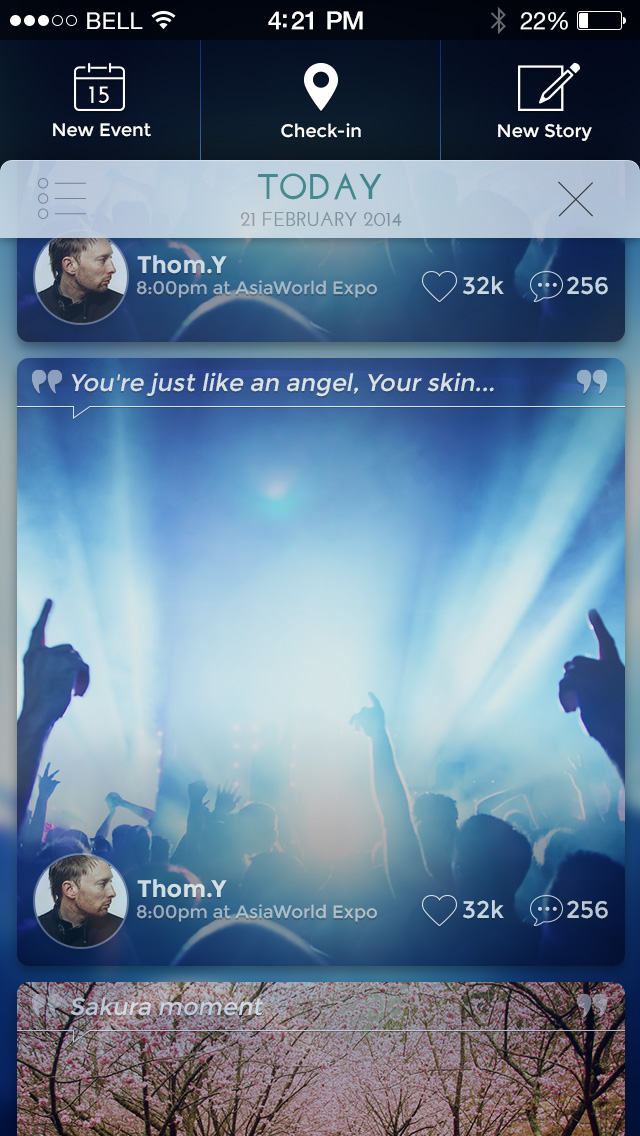 BELL 4:21 PM 22%
15
New Event Check-in New Story
TODAY
21 FEBRUARY 2014
Thom.Y
8:00pm at AsiaWorld Expo 32k 256
❞ You're just like an angel, Your skin... ❞
Thom.Y
8:00pm at AsiaWorld Expo 32k 256
❞ Sakura moment ❞